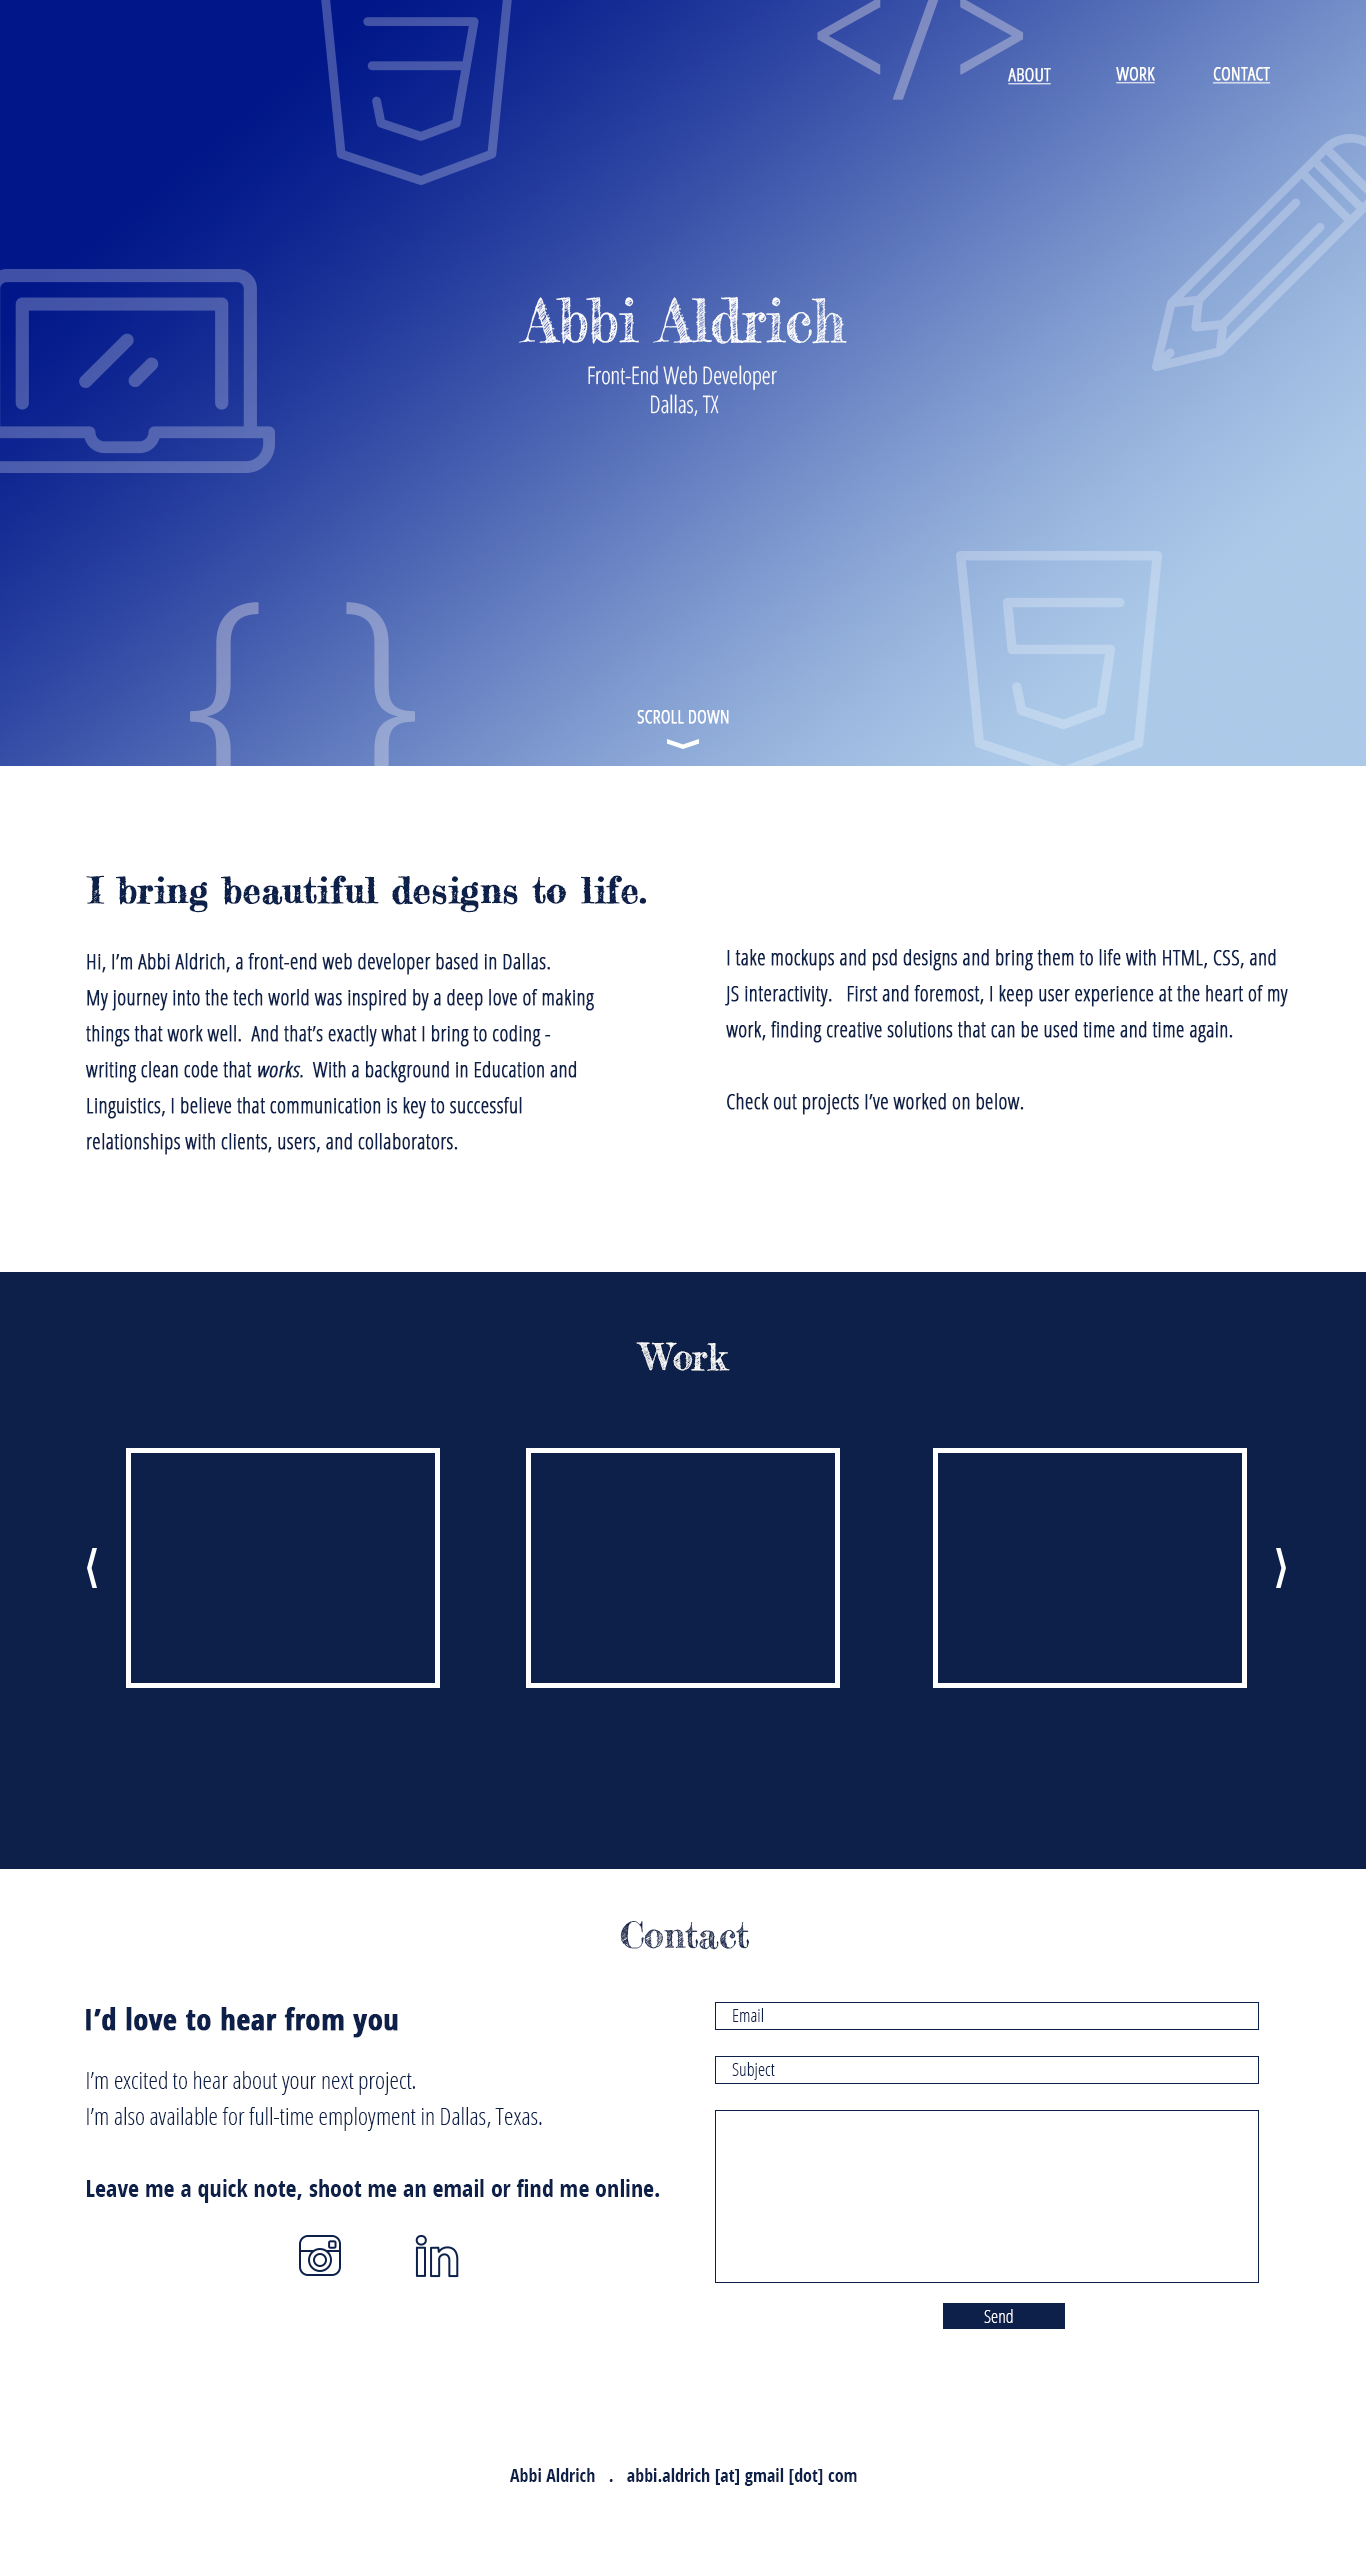 </>
ABOUT WORK CONTACT
Abbi Aldrich
Front-End Web Developer
Dallas, TX
{ }
SCROLL DOWN
I bring beautiful designs to life.
Hi, I’m Abbi Aldrich, a front-end web developer based in Dallas.
My journey into the tech world was inspired by a deep love of making
things that work well.  And that’s exactly what I bring to coding -
writing clean code that works.  With a background in Education and
Linguistics, I believe that communication is key to successful
relationships with clients, users, and collaborators.
I take mockups and psd designs and bring them to life with HTML, CSS, and
JS interactivity.   First and foremost, I keep user experience at the heart of my
work, finding creative solutions that can be used time and time again.
Check out projects I’ve worked on below.
Work
Contact
I’d love to hear from you
I’m excited to hear about your next project.
I’m also available for full-time employment in Dallas, Texas.
Leave me a quick note, shoot me an email or find me online.
in
Email
Subject
Send
Abbi Aldrich   .   abbi.aldrich [at] gmail [dot] com